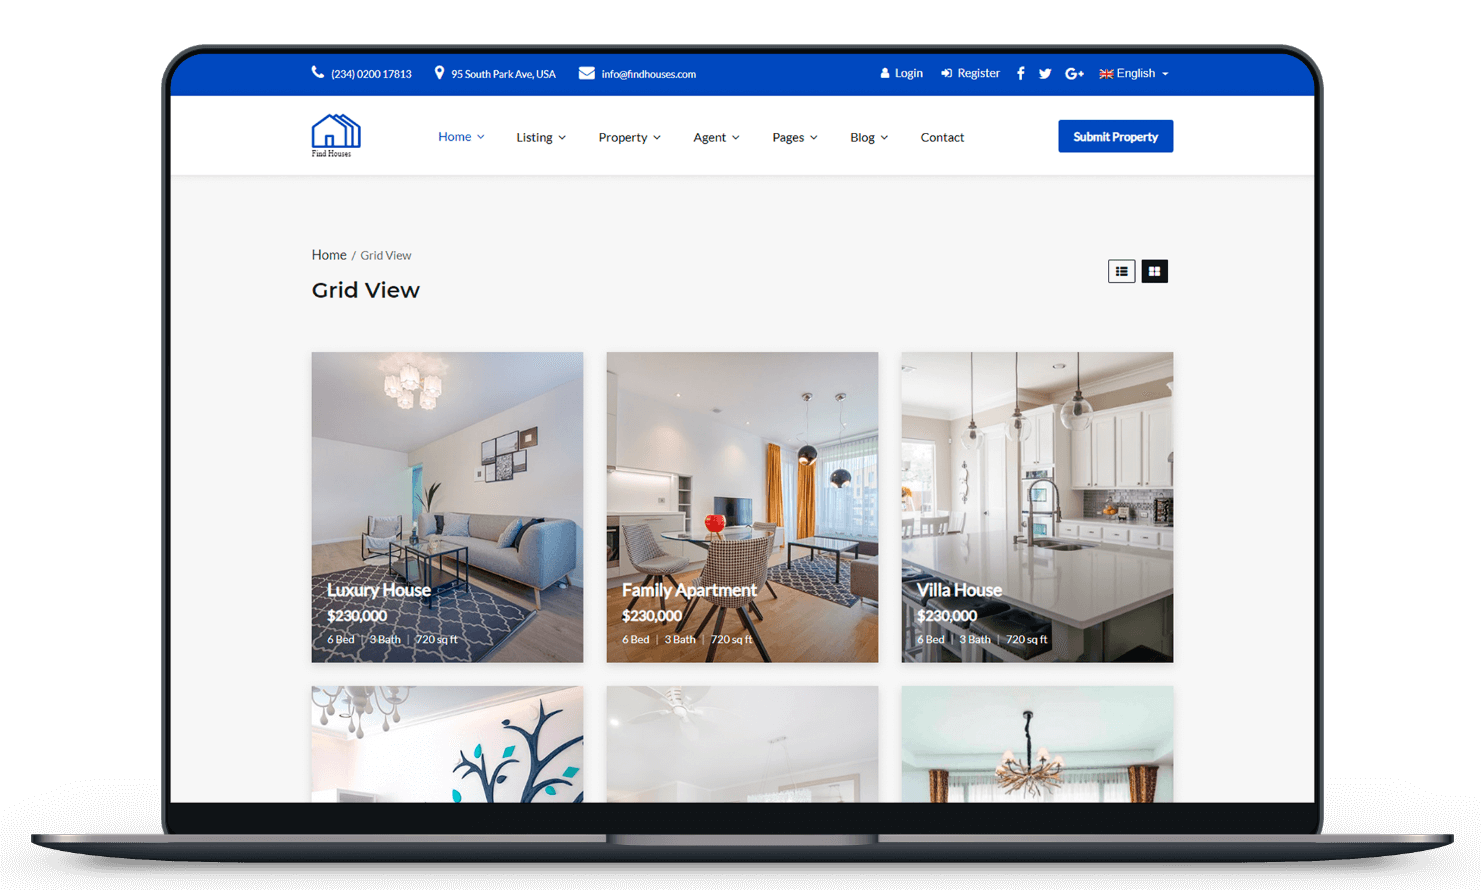 (234) 0200 17813 95 South Park Ave, USA info@findhouses.com Login Register G+ English
Find Houses
Home Listing Property Agent Pages Blog Contact Submit Property
Home / Grid View
Grid View
Luxury House
$230,000
6 Bed | 3 Bath | 720 sq ft
Family Apartment
$230,000
6 Bed | 3 Bath | 720 sq ft
Villa House
$230,000
6 Bed | 3 Bath | 720 sq ft